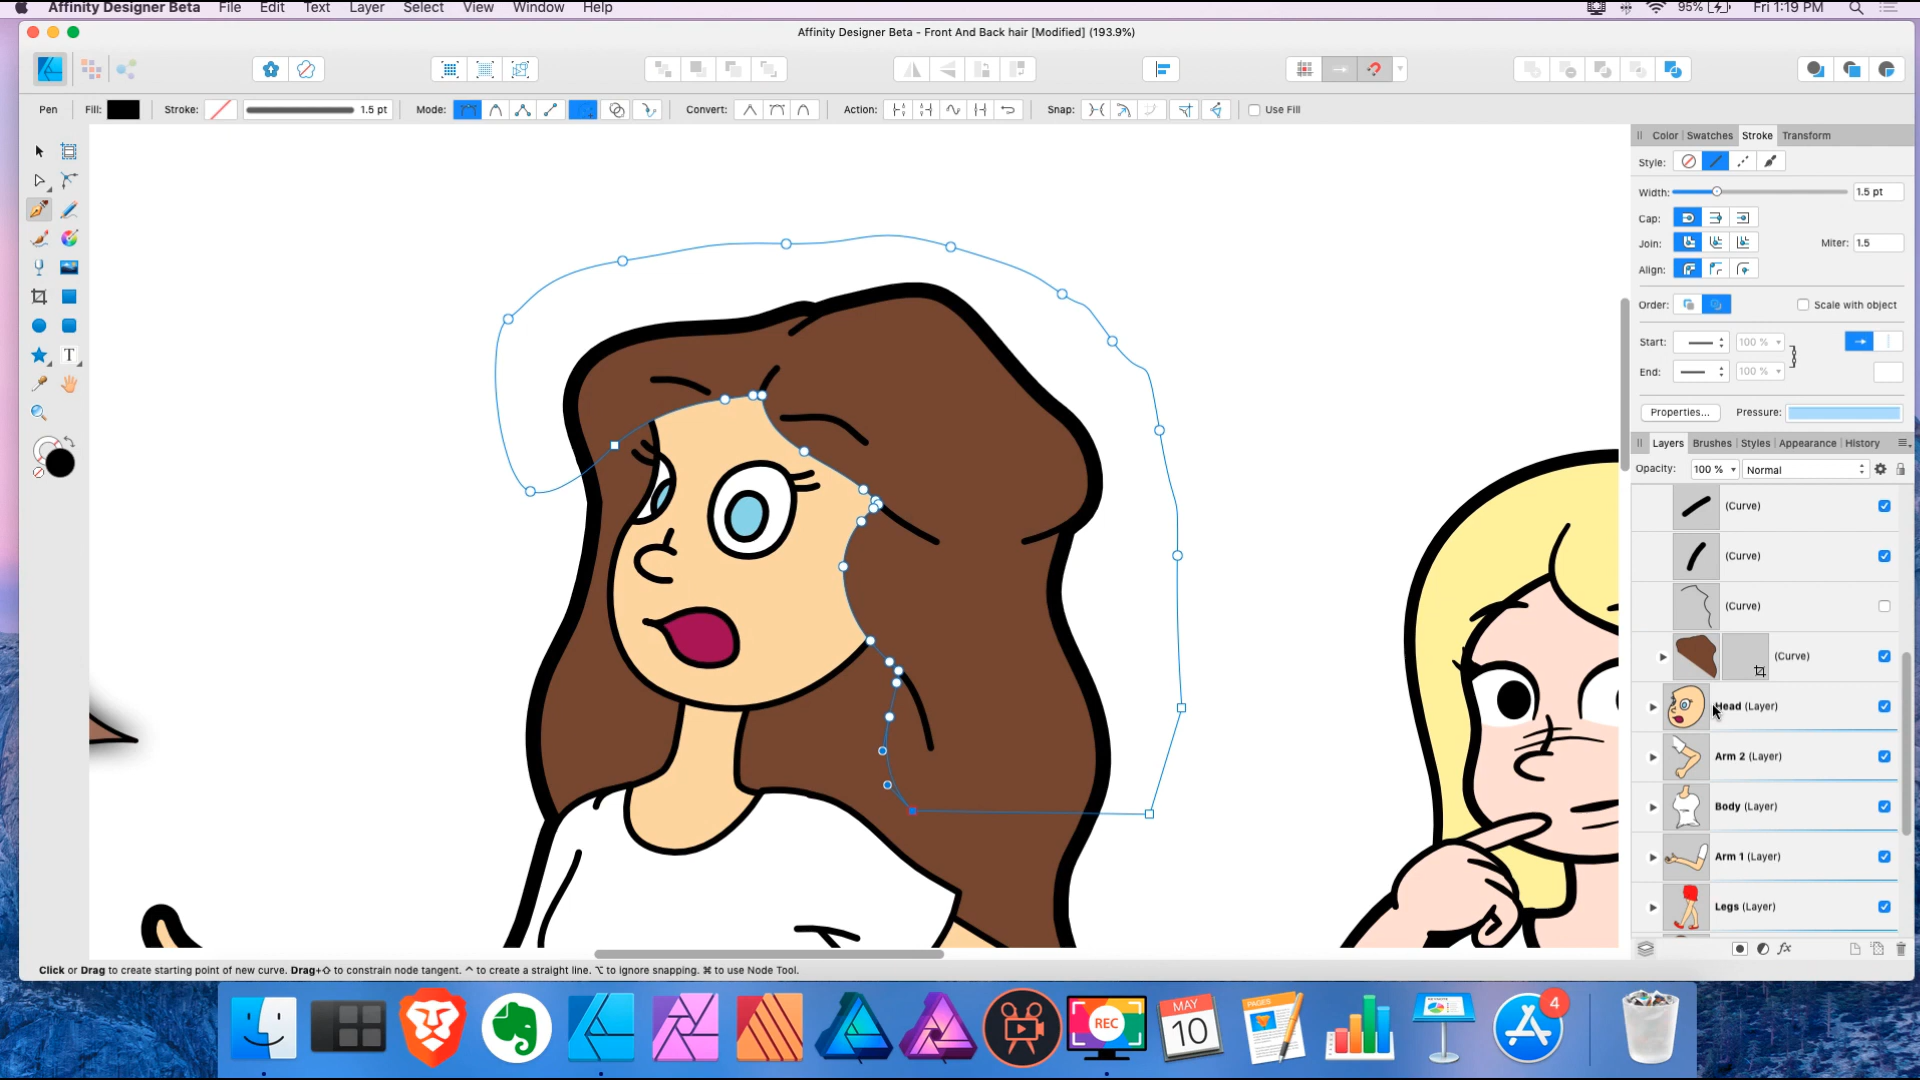 Affinity Designer Beta File Edit Text Layer Select View Window Help 95% Fri 1:19 PM
Affinity Designer Beta - Front And Back hair [Modified] (193.9%)
Pen Fill: Stroke: 1.5 pt Mode: Convert: Action: Snap: Use Fill
Color Swatches Stroke Transform
Style:
Width: 1.5 pt
Cap:
Join: Miter: 1.5
Align:
Order: Scale with object
Start: 100 %
End: 100 %
Properties... Pressure:
Layers Brushes Styles Appearance History
Opacity: 100 % Normal
(Curve)
(Curve)
(Curve)
(Curve)
Head (Layer)
Arm 2 (Layer)
Body (Layer)
Arm 1 (Layer)
Legs (Layer)
T
fx
Click or Drag to create starting point of new curve. Drag+⇧ to constrain node tangent. ^ to create a straight line. ⌥ to ignore snapping. ⌘ to use Node Tool.
REC
MAY
10
PAGES
4